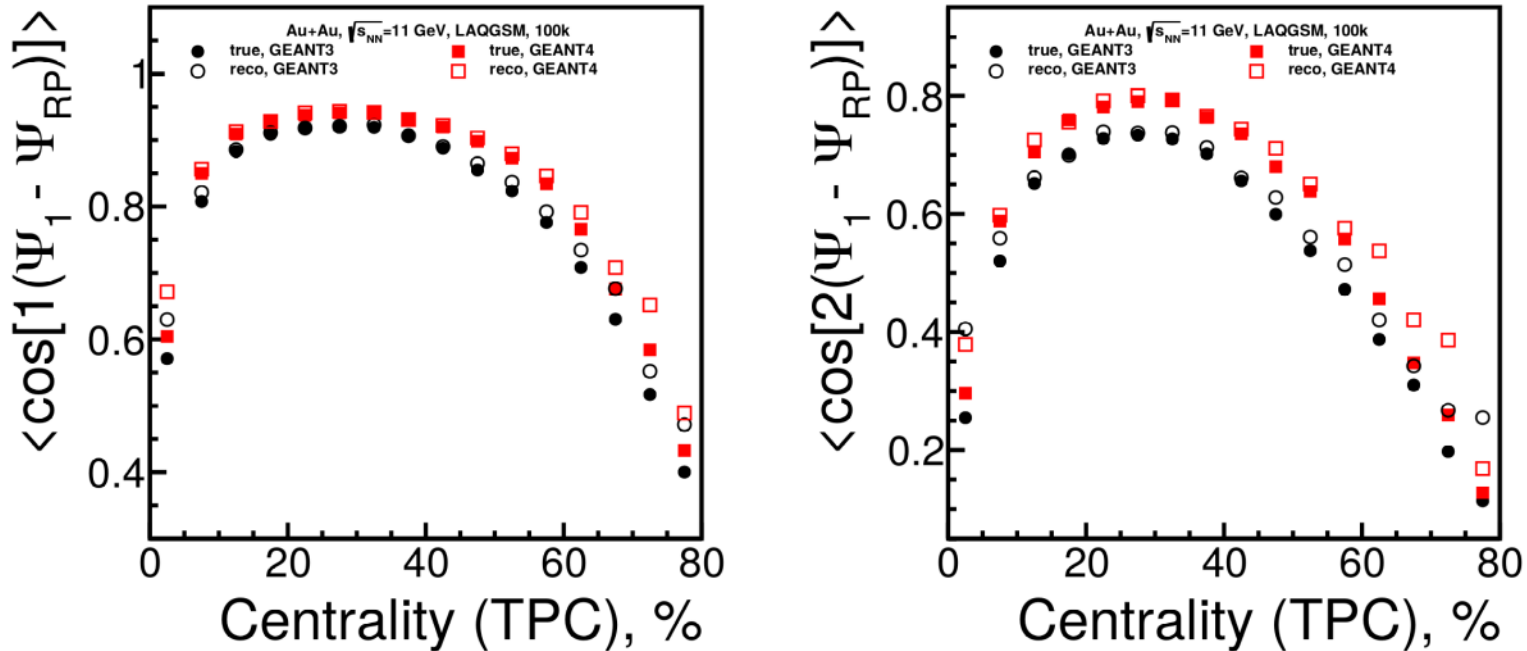 <cos[1(Ψ1 - ΨRP)]>
Au+Au, √sNN=11 GeV, LAQGSM, 100k
true, GEANT3 true, GEANT4
reco, GEANT3 reco, GEANT4
1
0.8
0.6
0.4
0 20 40 60 80
Centrality (TPC), %
<cos[2(Ψ1 - ΨRP)]>
Au+Au, √sNN=11 GeV, LAQGSM, 100k
true, GEANT3 true, GEANT4
reco, GEANT3 reco, GEANT4
0.8
0.6
0.4
0.2
0 20 40 60 80
Centrality (TPC), %